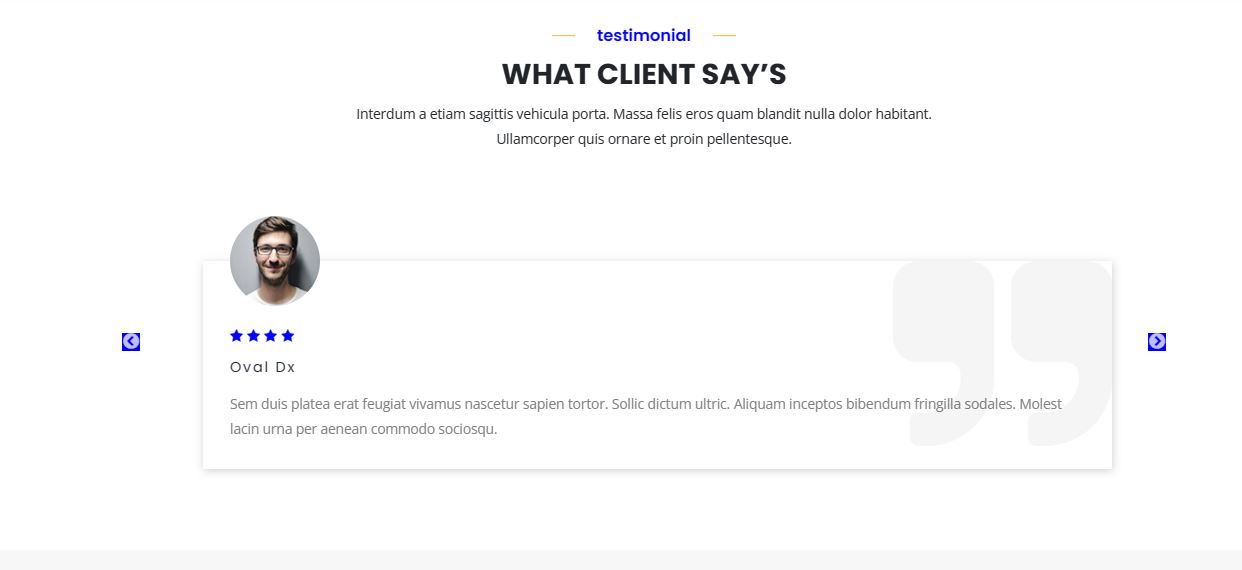 testimonial
WHAT CLIENT SAY’S
Interdum a etiam sagittis vehicula porta. Massa felis eros quam blandit nulla dolor habitant.
Ullamcorper quis ornare et proin pellentesque.
Oval Dx
Sem duis platea erat feugiat vivamus nascetur sapien tortor. Sollic dictum ultric. Aliquam inceptos bibendum fringilla sodales. Molest
lacin urna per aenean commodo sociosqu.